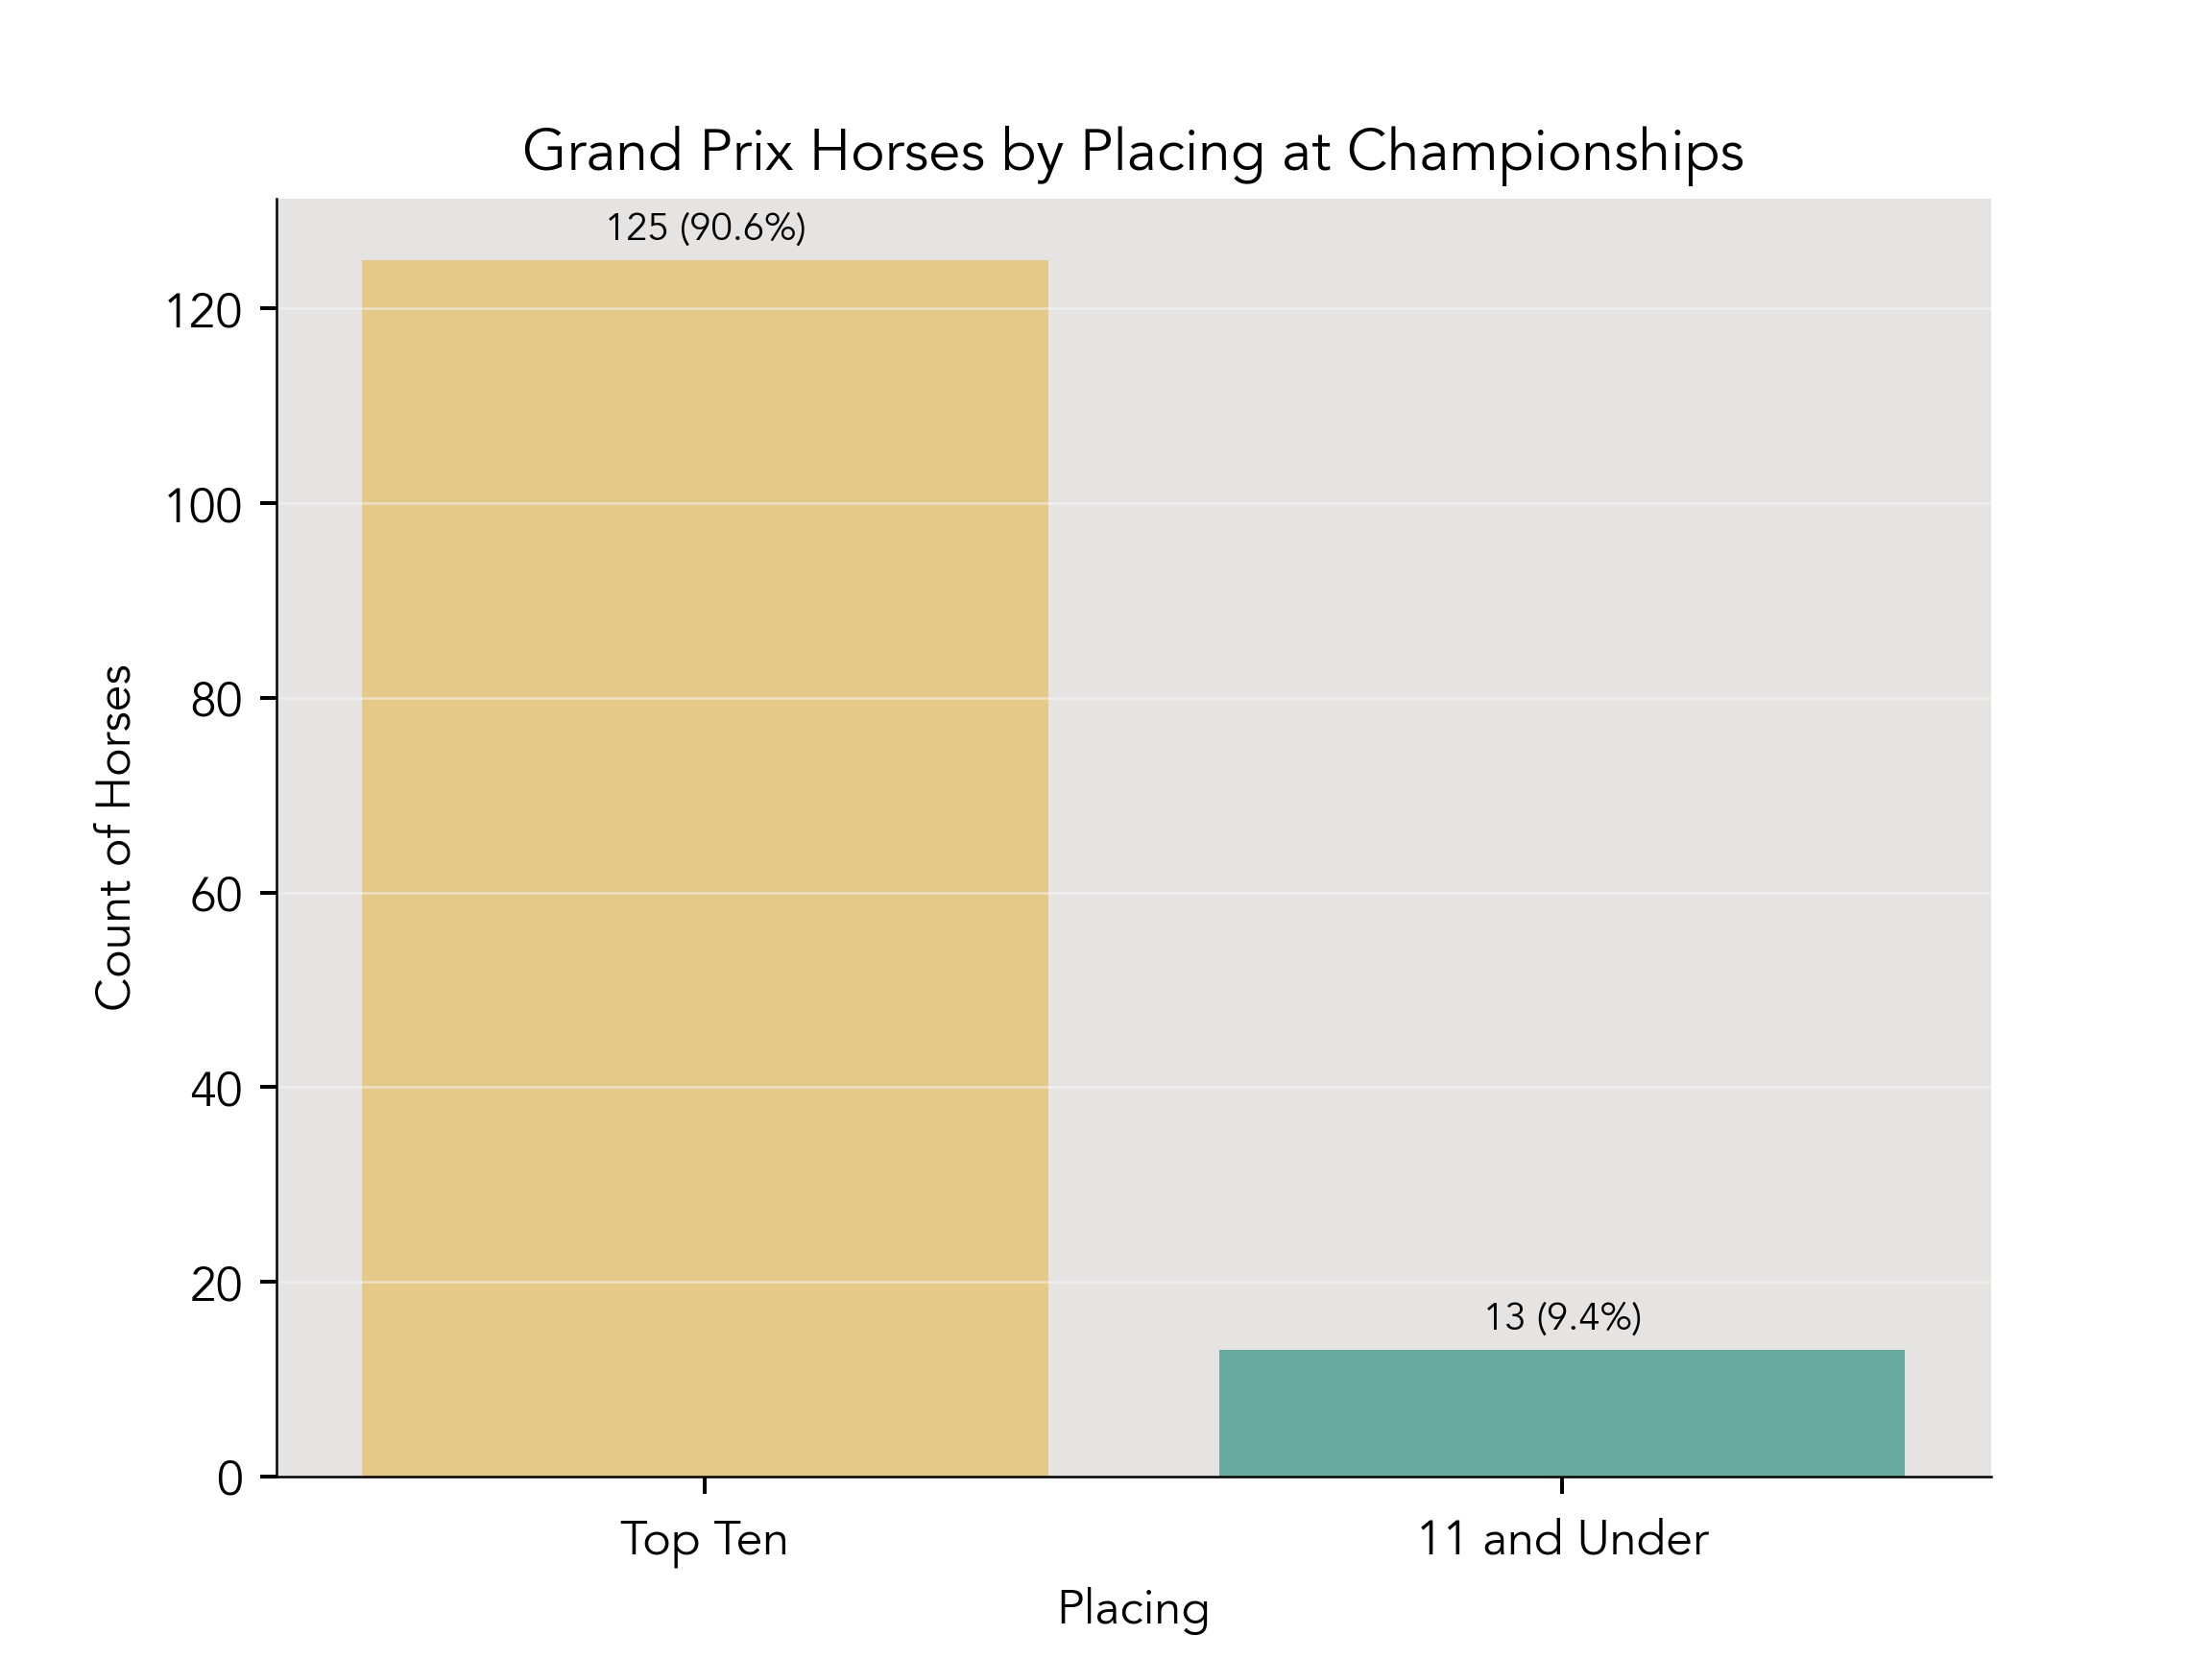 Grand Prix Horses by Placing at Championships
125 (90.6%)
120
100
80
60
40
20
0
Count of Horses
13 (9.4%)
Top Ten
11 and Under
Placing